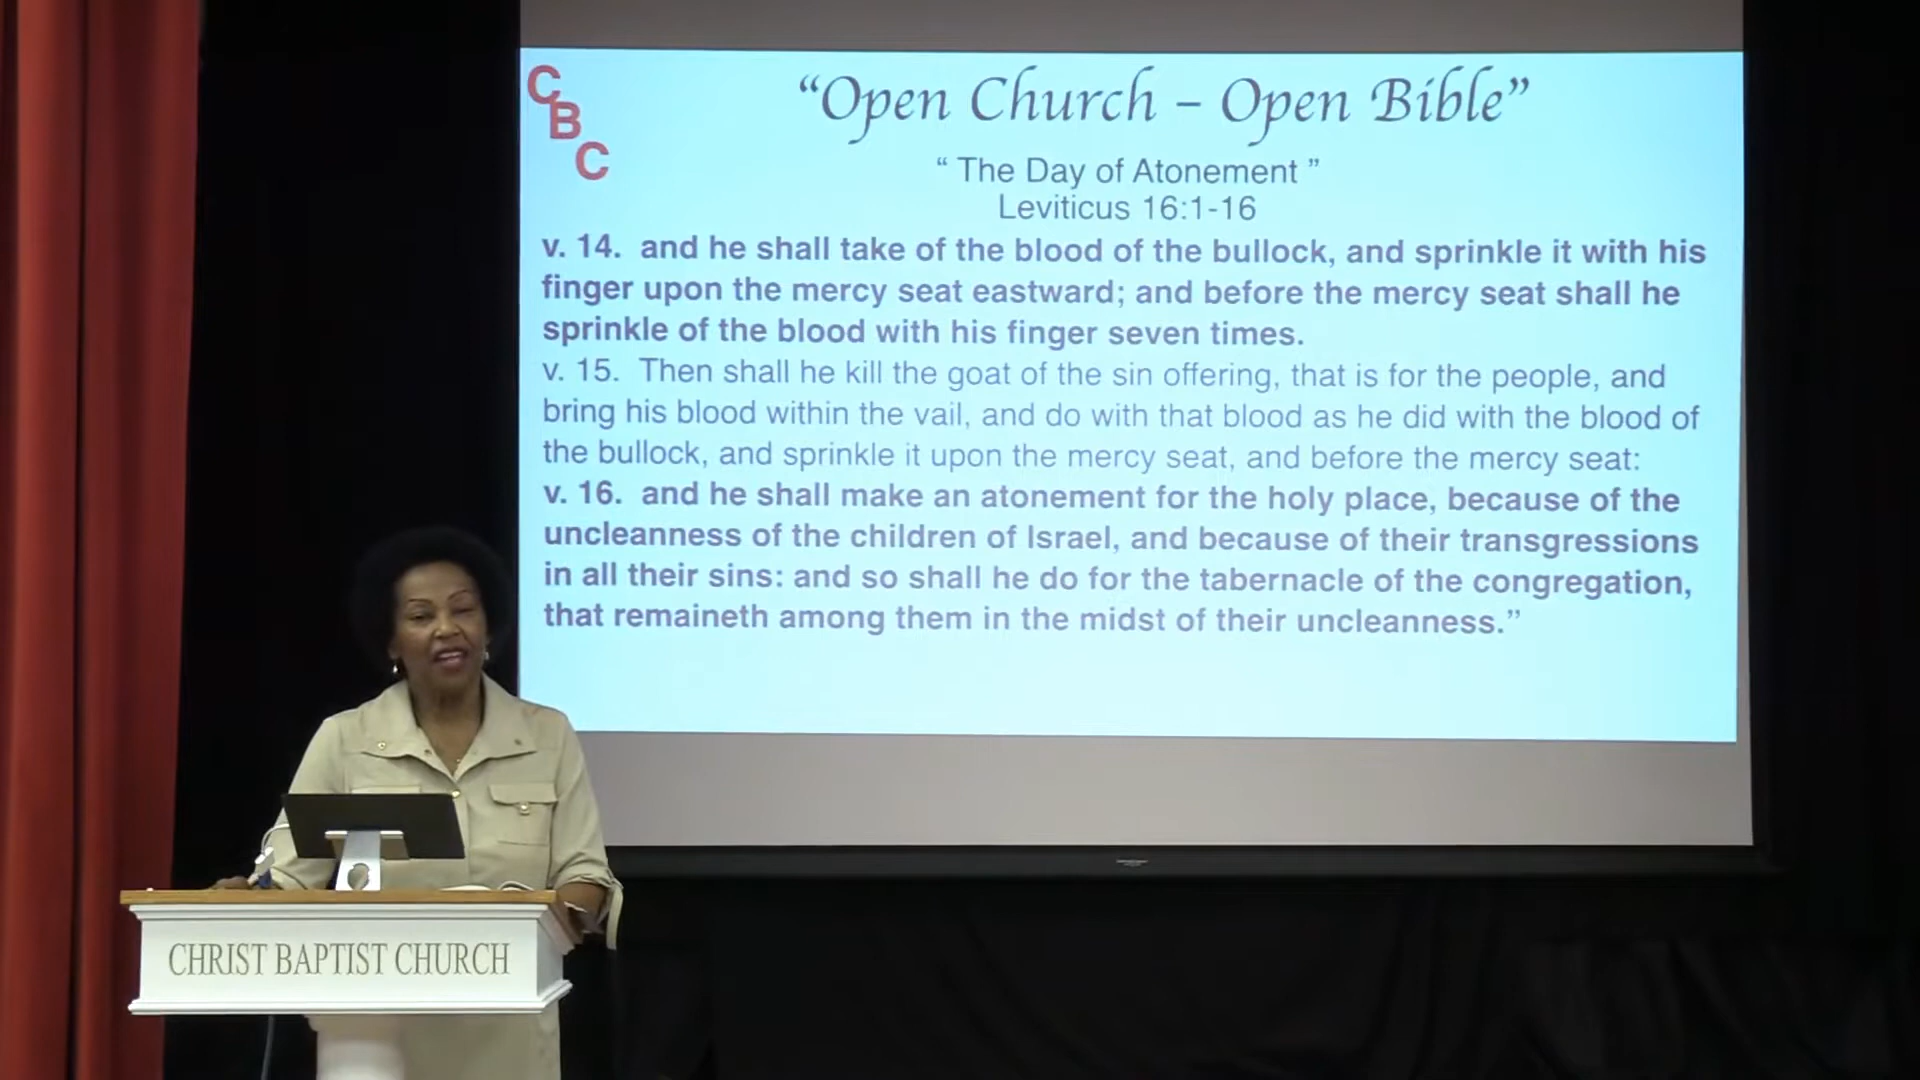 C
B
C
“Open Church – Open Bible”
“ The Day of Atonement ”
Leviticus 16:1-16
v. 14. and he shall take of the blood of the bullock, and sprinkle it with his
finger upon the mercy seat eastward; and before the mercy seat shall he
sprinkle of the blood with his finger seven times.
v. 15. Then shall he kill the goat of the sin offering, that is for the people, and
bring his blood within the vail, and do with that blood as he did with the blood of
the bullock, and sprinkle it upon the mercy seat, and before the mercy seat:
v. 16. and he shall make an atonement for the holy place, because of the
uncleanness of the children of Israel, and because of their transgressions
in all their sins: and so shall he do for the tabernacle of the congregation,
that remaineth among them in the midst of their uncleanness.”
CHRIST BAPTIST CHURCH